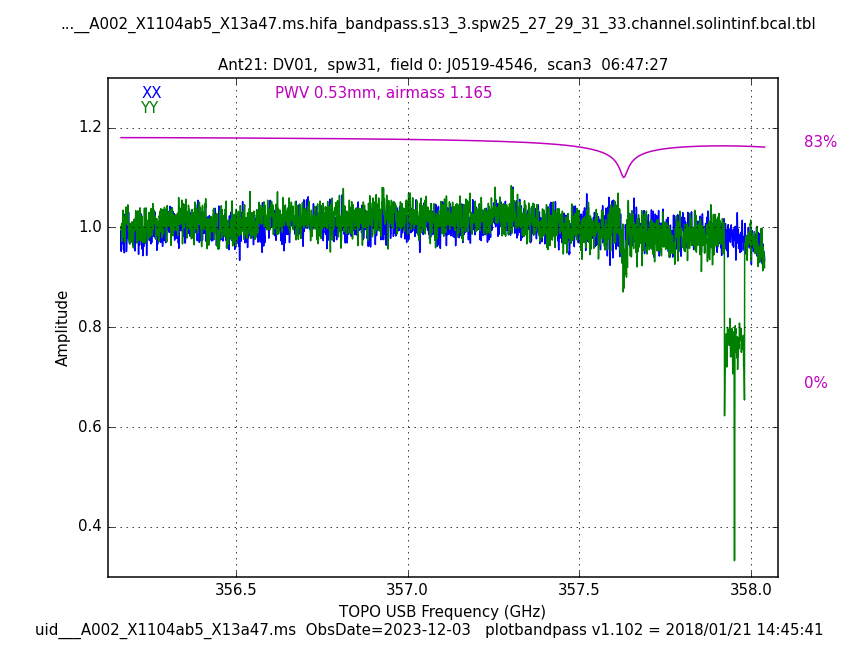 ...__A002_X1104ab5_X13a47.ms.hifa_bandpass.s13_3.spw25_27_29_31_33.channel.solintinf.bcal.tbl
Ant21: DV01, spw31, field 0: J0519-4546, scan3 06:47:27
XX
YY
PWV 0.53mm, airmass 1.165
83%
0%
1.2
1.0
0.8
0.6
0.4
Amplitude
356.5
357.0
357.5
358.0
TOPO USB Frequency (GHz)
uid___A002_X1104ab5_X13a47.ms ObsDate=2023-12-03 plotbandpass v1.102 = 2018/01/21 14:45:41